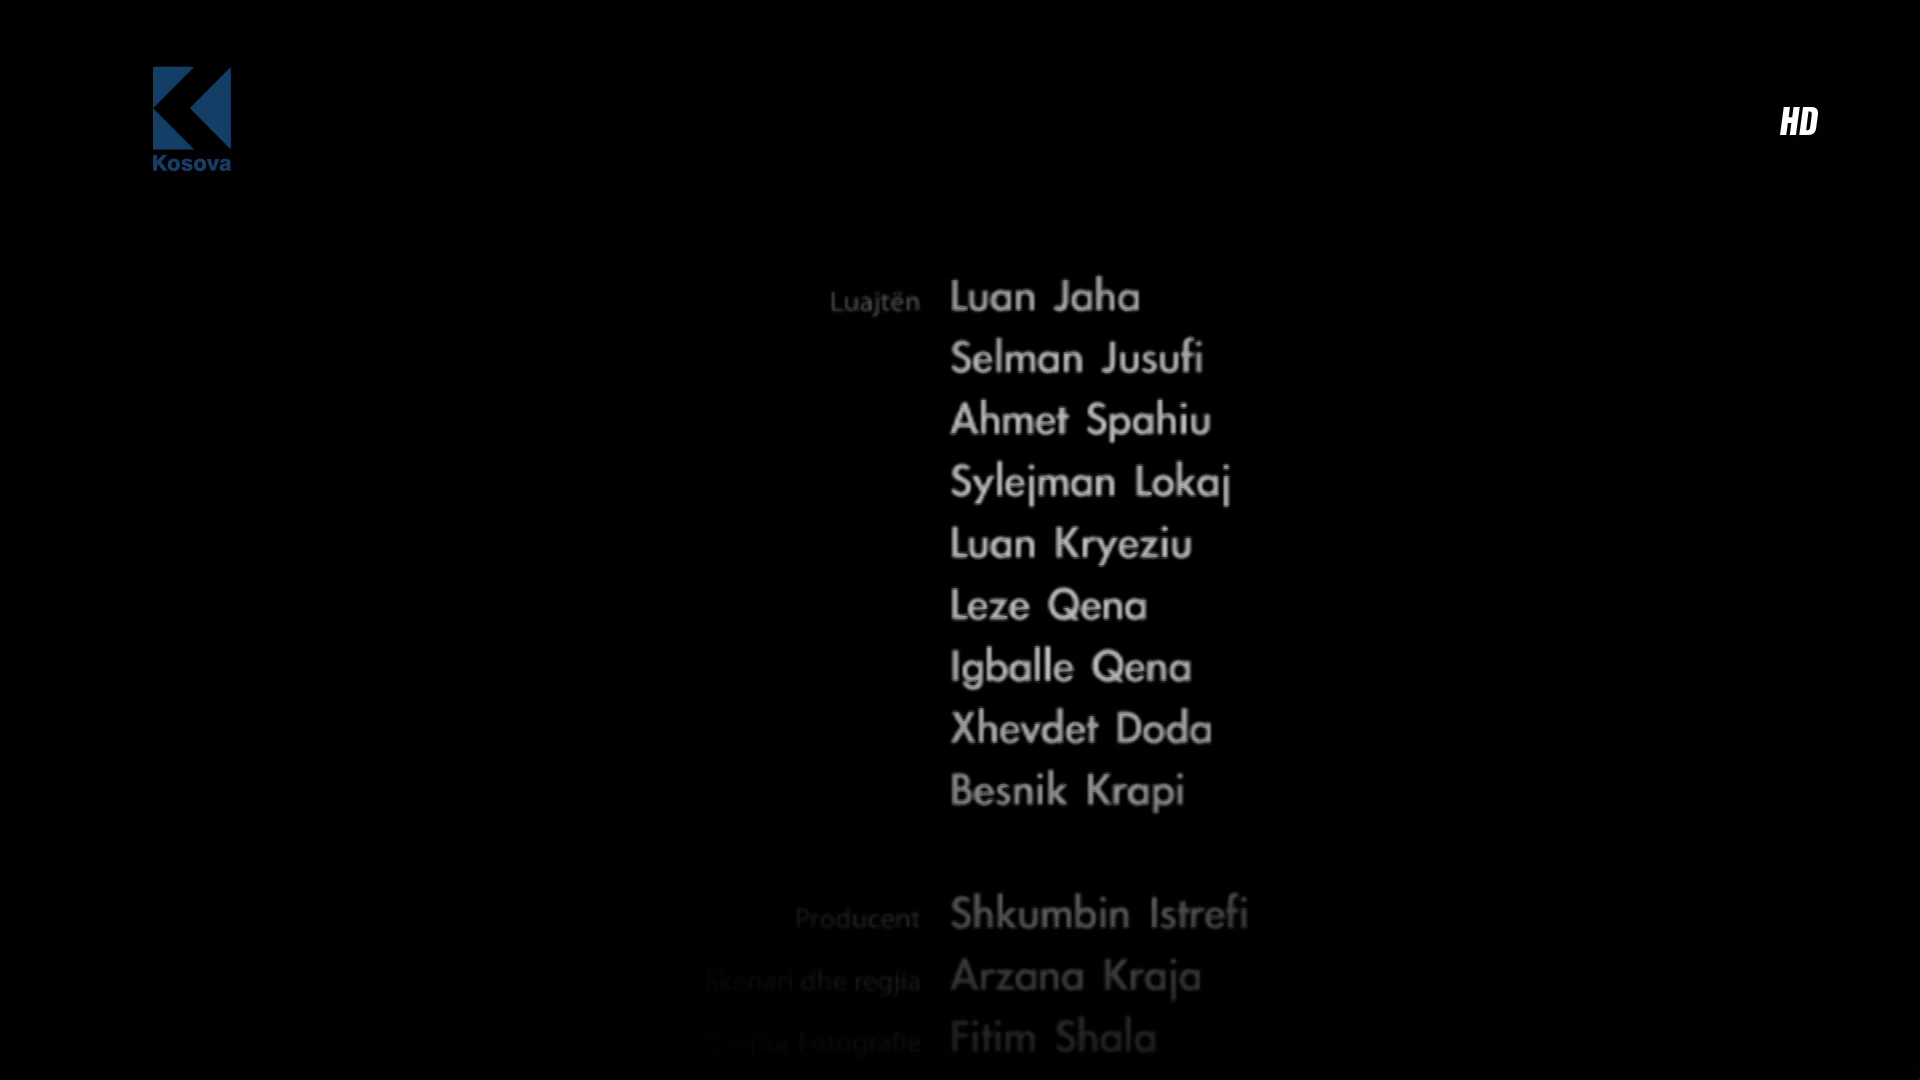 Kosova
HD
Luajtën Luan Jaha
Selman Jusufi
Ahmet Spahiu
Sylejman Lokaj
Luan Kryeziu
Leze Qena
Igballe Qena
Xhevdet Doda
Besnik Krapi
Producent Shkumbin Istrefi
Skenari dhe regjia Arzana Kraja
Fotografie Fitim Shala